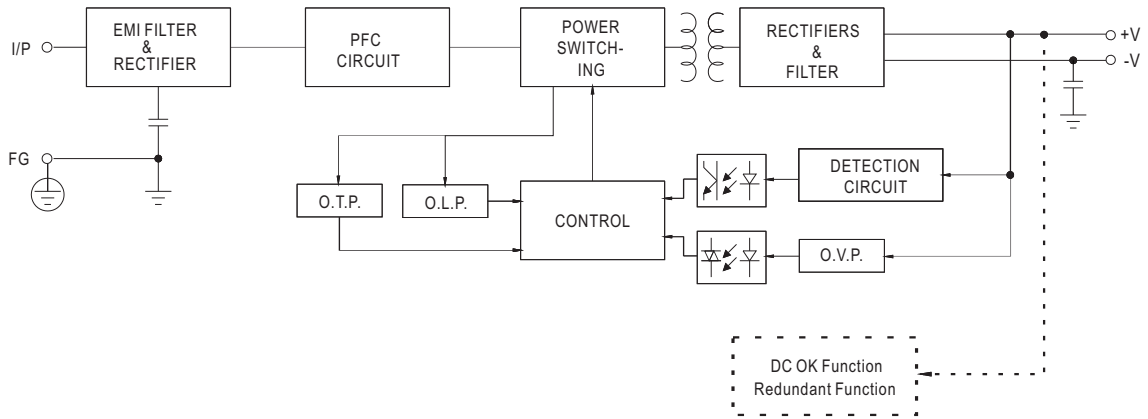 I/P
EMI FILTER
&
RECTIFIER
PFC
CIRCUIT
POWER
SWITCH-
ING
RECTIFIERS
&
FILTER
+V
-V
FG
O.T.P.
O.L.P.
CONTROL
DETECTION
CIRCUIT
O.V.P.
DC OK Function
Redundant Function